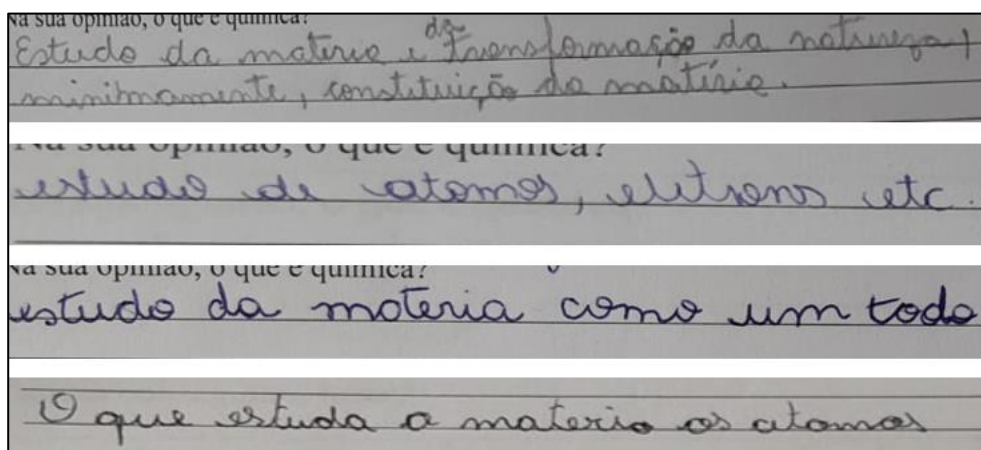 Na sua opinião, o que é química?
Estudo da materia e da transformação da natureza,
minimamente, constituição da matéria.
Na sua opinião, o que é química?
estudo de atomos, eletrons etc.
Na sua opinião, o que é química?
estudo da materia como um todo
O que estuda a materia os atomos